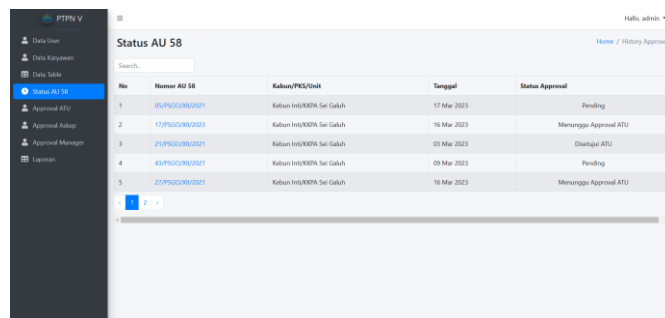 PTPN V
Hallo, admin
Data User
Data Karyawan
Data Table
Status AU 58
Approval ATU
Approval Askep
Approval Manager
Laporan
Status AU 58
Home / History Approv
Search..
No Nomor AU 58 Kabun/PKS/Unit Tanggal Status Approval
1 05/PSGO/XII/2021 Kebun Inti/KKPA Sei Galuh 17 Mar 2023 Pending
2 17/PSGO/XII/2023 Kebun Inti/KKPA Sei Galuh 16 Mar 2023 Menunggu Approval ATU
3 21/PSGO/XII/2021 Kebun Inti/KKPA Sei Galuh 03 Mar 2023 Disetujui ATU
4 43/PSGO/XII/2021 Kebun Inti/KKPA Sei Galuh 09 Mar 2023 Pending
5 27/PSGO/XII/2021 Kebun Inti/KKPA Sei Galuh 16 Mar 2023 Menunggu Approval ATU
‹ 1 2 ›